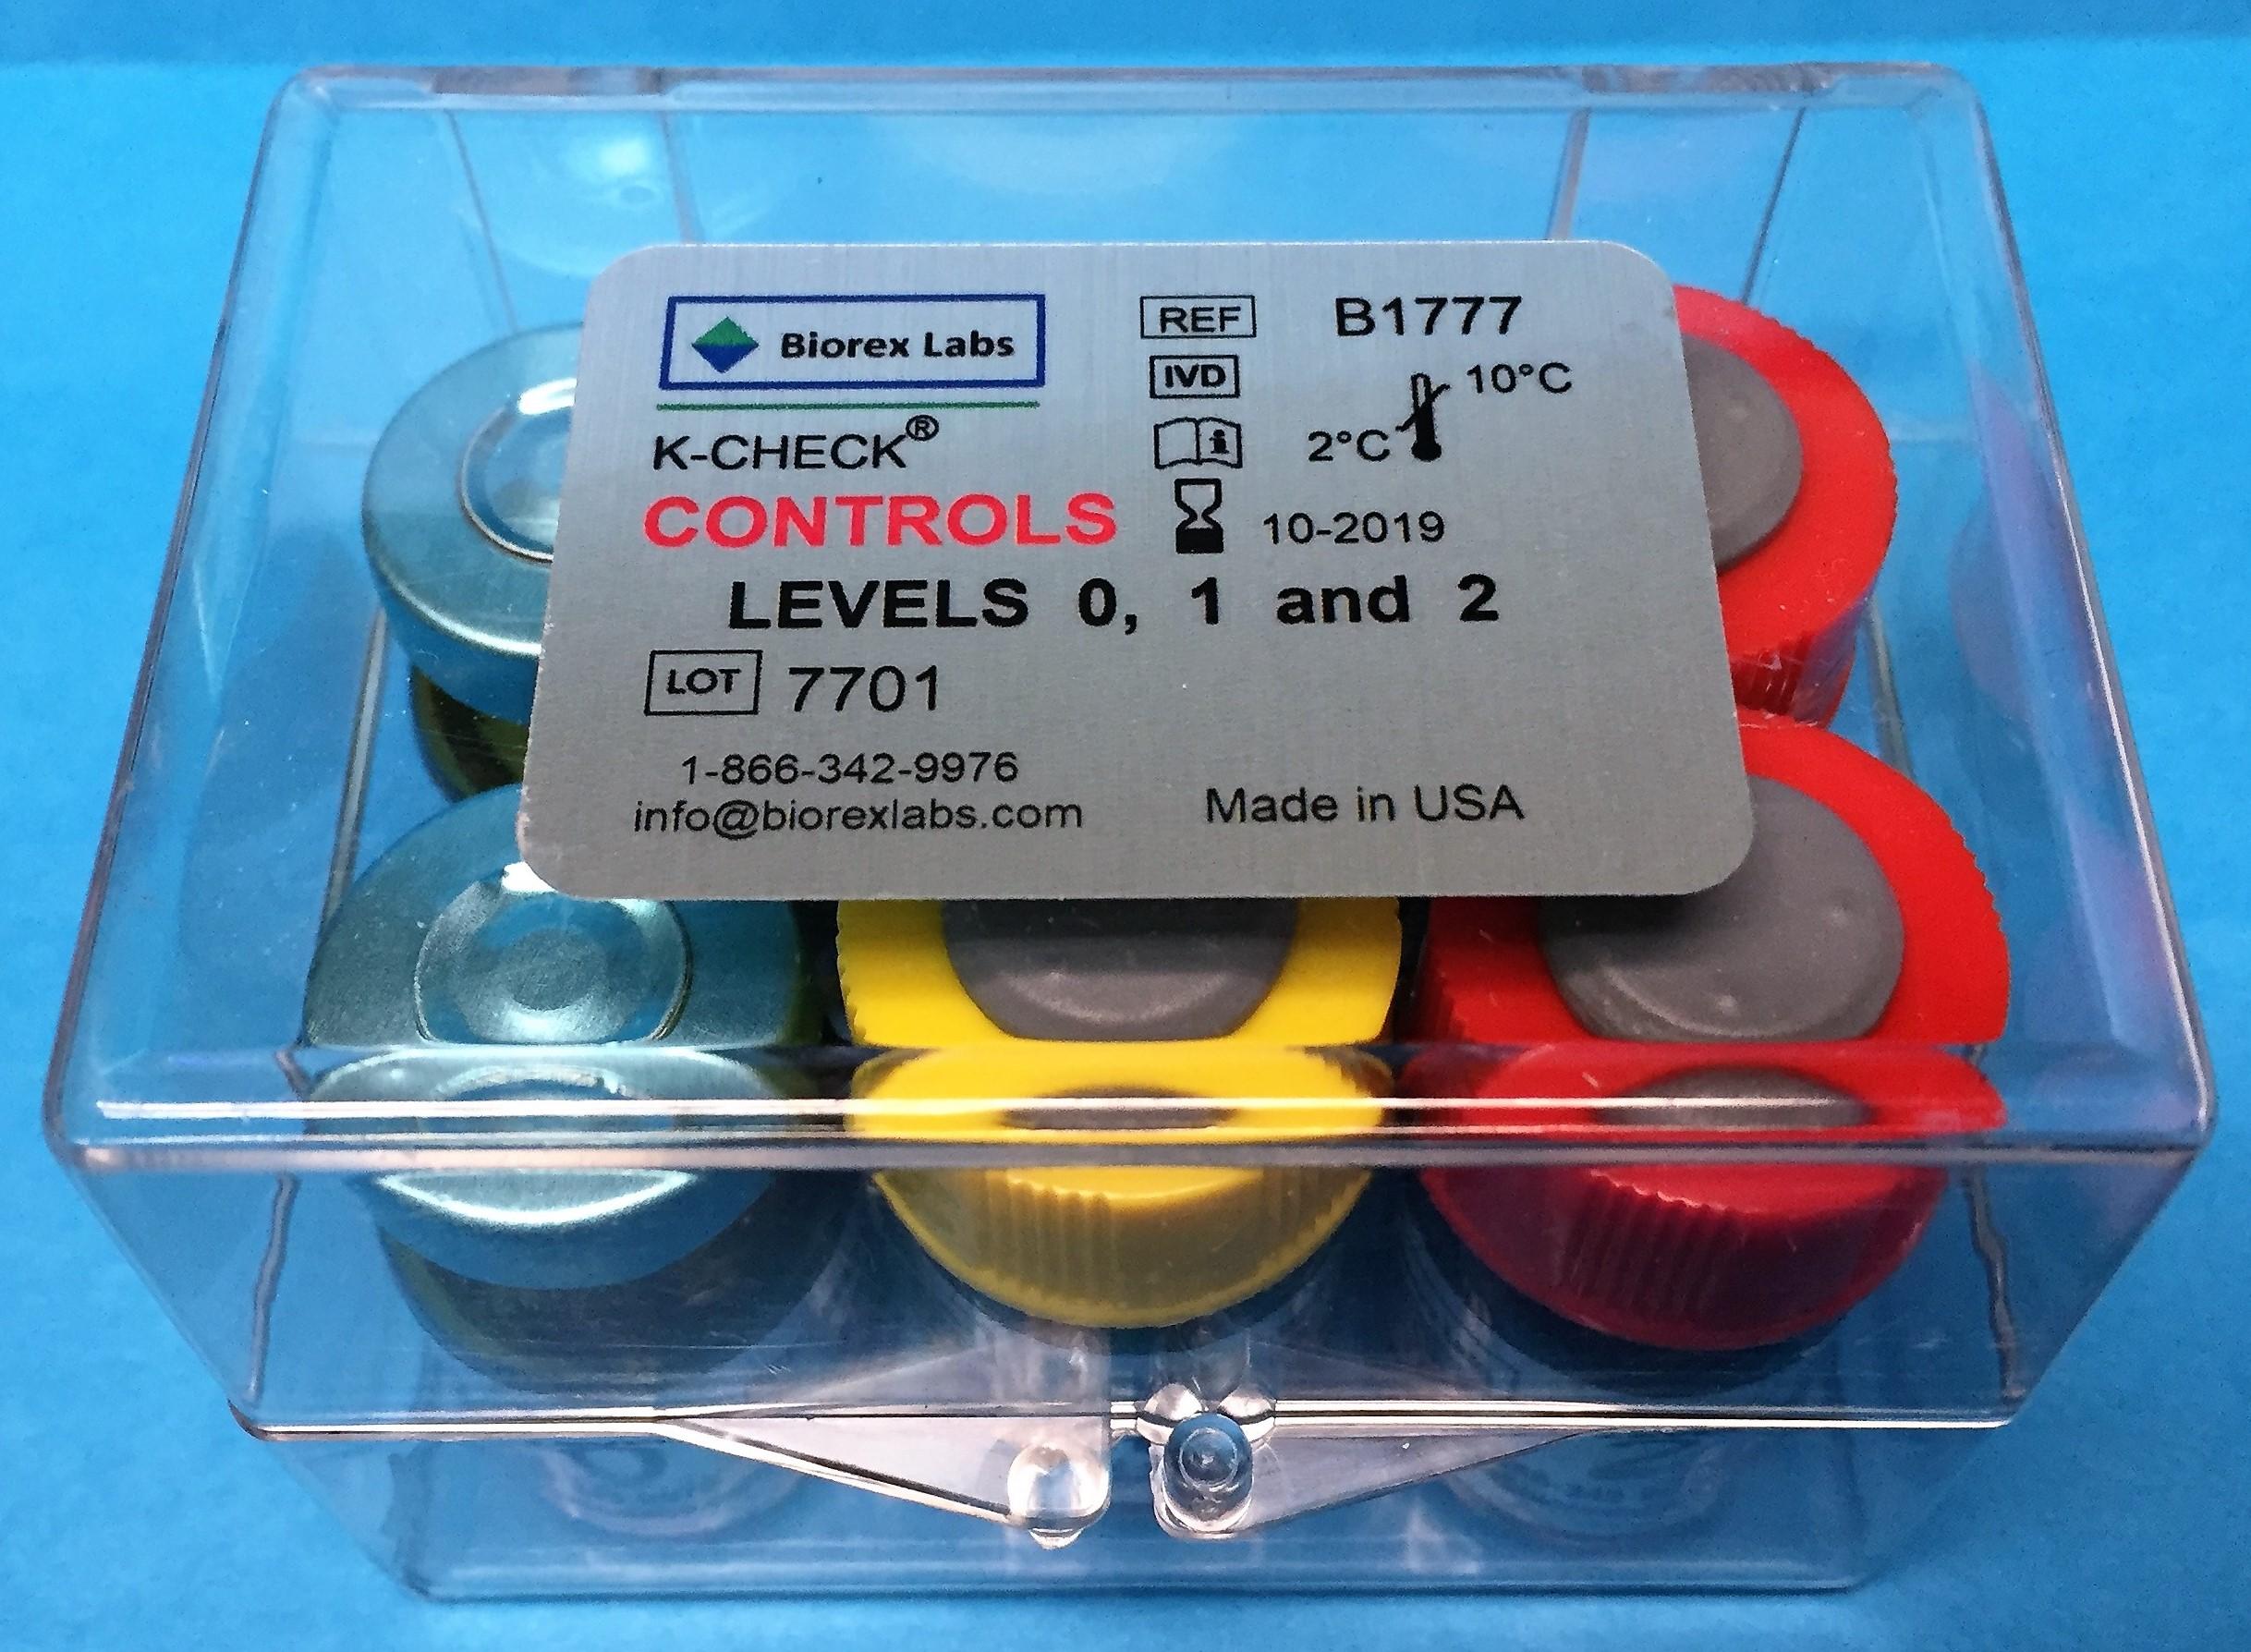 Biorex Labs
REF B1777
IVD
10°C
K-CHECK®
2°C
CONTROLS
10-2019
LEVELS 0, 1 and 2
LOT 7701
1-866-342-9976
info@biorexlabs.com
Made in USA